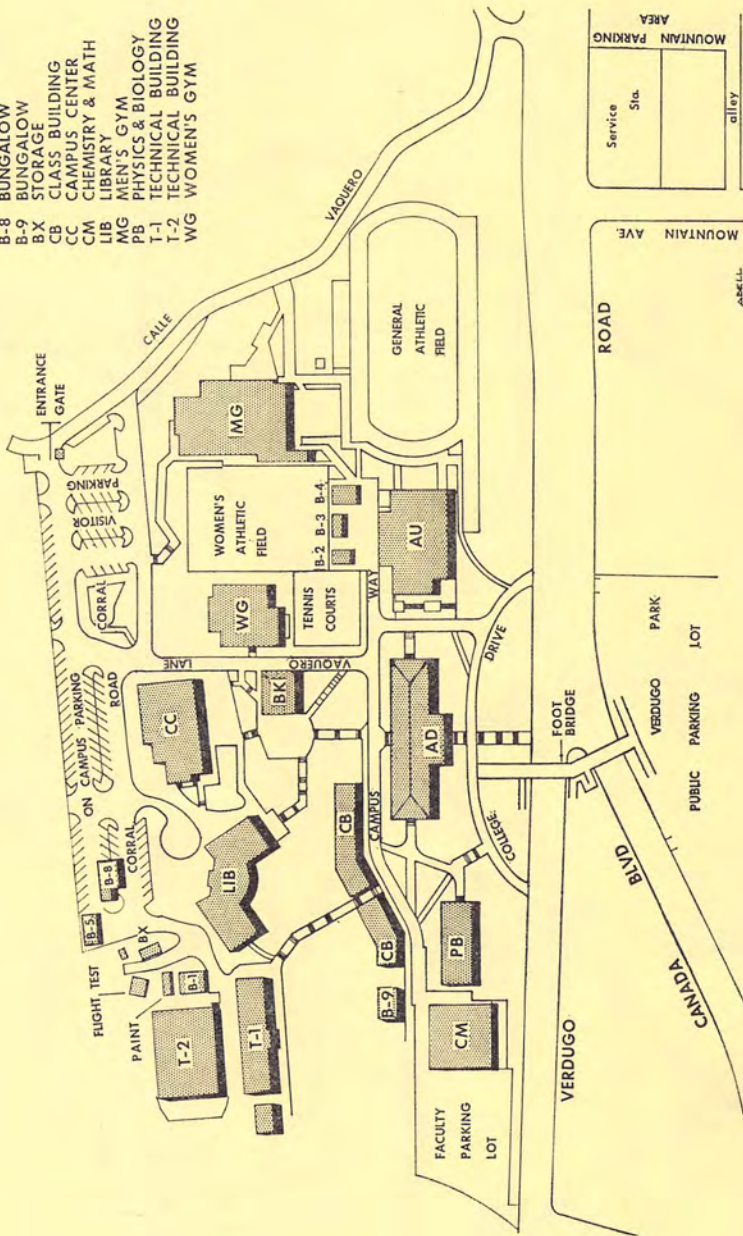 B-8 BUNGALOW
B-9 BUNGALOW
BX STORAGE
CB CLASS BUILDING
CC CAMPUS CENTER
CM CHEMISTRY & MATH
LIB LIBRARY
MG MEN'S GYM
PB PHYSICS & BIOLOGY
T-1 TECHNICAL BUILDING
T-2 TECHNICAL BUILDING
WG WOMEN'S GYM
ENTRANCE
GATE
CALLE
VAQUERO
VISITOR
PARKING
CORRAL
ON CAMPUS PARKING
ROAD
CORRAL
B-8
B-5
BX
FLIGHT TEST
PAINT
B-1
T-2
T-1
LIB
CC
BK
VAQUERO
LANE
WG
TENNIS
COURTS
WOMEN'S
ATHLETIC
FIELD
MG
B-2
B-3
B-4
GENERAL
ATHLETIC
FIELD
AU
CAMPUS
WAY
CB
CB
B-9
AD
PB
CM
FACULTY
PARKING
LOT
COLLEGE
DRIVE
FOOT
BRIDGE
VERDUGO
ROAD
CANADA
BLVD
VERDUGO PARK
PUBLIC PARKING LOT
MOUNTAIN AVE.
Service
Sta.
alley
MOUNTAIN PARKING
AREA